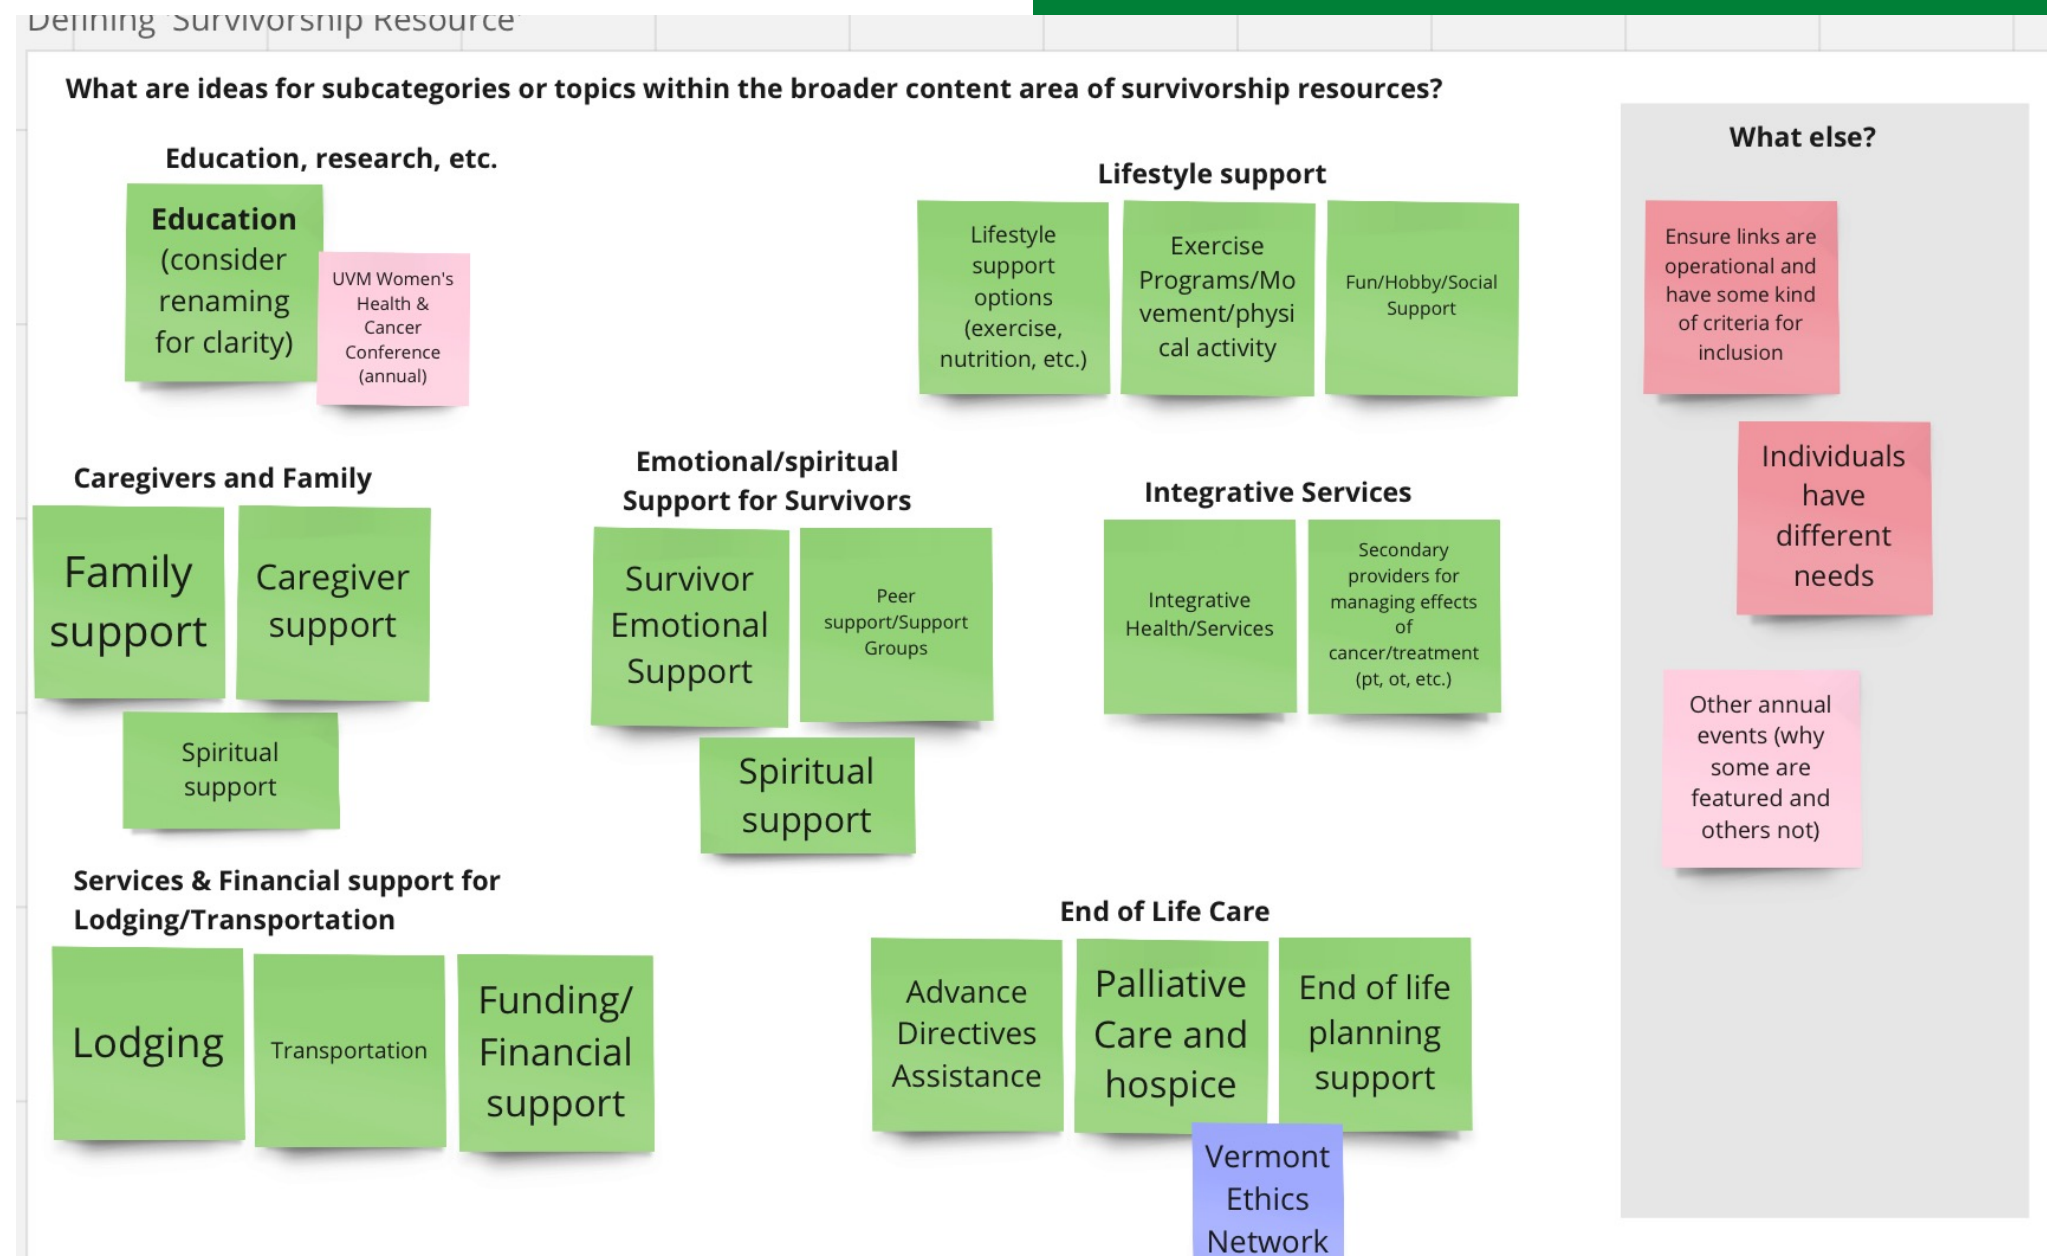 Defining 'Survivorship Resource'
What are ideas for subcategories or topics within the broader content area of survivorship resources?
Education, research, etc.
Education
(consider
renaming
for clarity)
UVM Women's
Health &
Cancer
Conference
(annual)
Lifestyle support
Lifestyle
support
options
(exercise,
nutrition, etc.)
Exercise
Programs/Mo
vement/physi
cal activity
Fun/Hobby/Social
Support
Caregivers and Family
Family
support
Caregiver
support
Spiritual
support
Emotional/spiritual
Support for Survivors
Survivor
Emotional
Support
Peer
support/Support
Groups
Spiritual
support
Integrative Services
Integrative
Health/Services
Secondary
providers for
managing effects
of
cancer/treatment
(pt, ot, etc.)
Services & Financial support for
Lodging/Transportation
Lodging
Transportation
Funding/
Financial
support
End of Life Care
Advance
Directives
Assistance
Palliative
Care and
hospice
End of life
planning
support
Vermont
Ethics
Network
What else?
Ensure links are
operational and
have some kind
of criteria for
inclusion
Individuals
have
different
needs
Other annual
events (why
some are
featured and
others not)